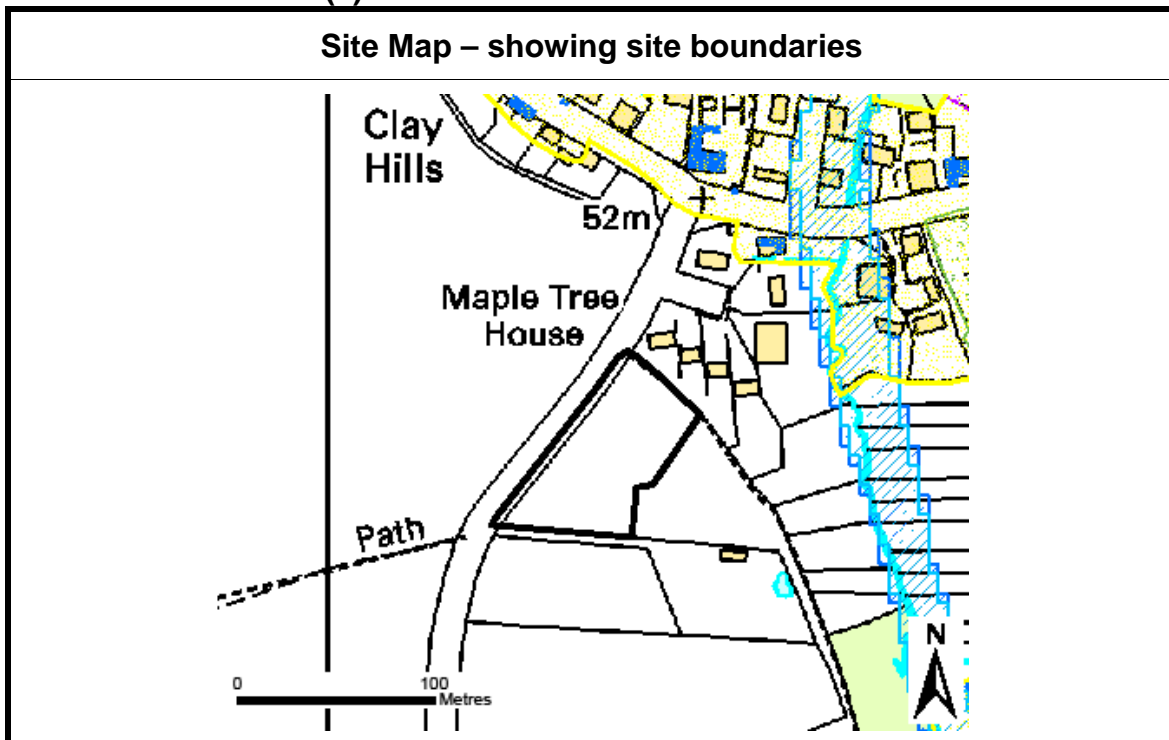 Site Map – showing site boundaries
Clay
Hills
PH
52m
Maple Tree
House
Path
N
0 100
Metres